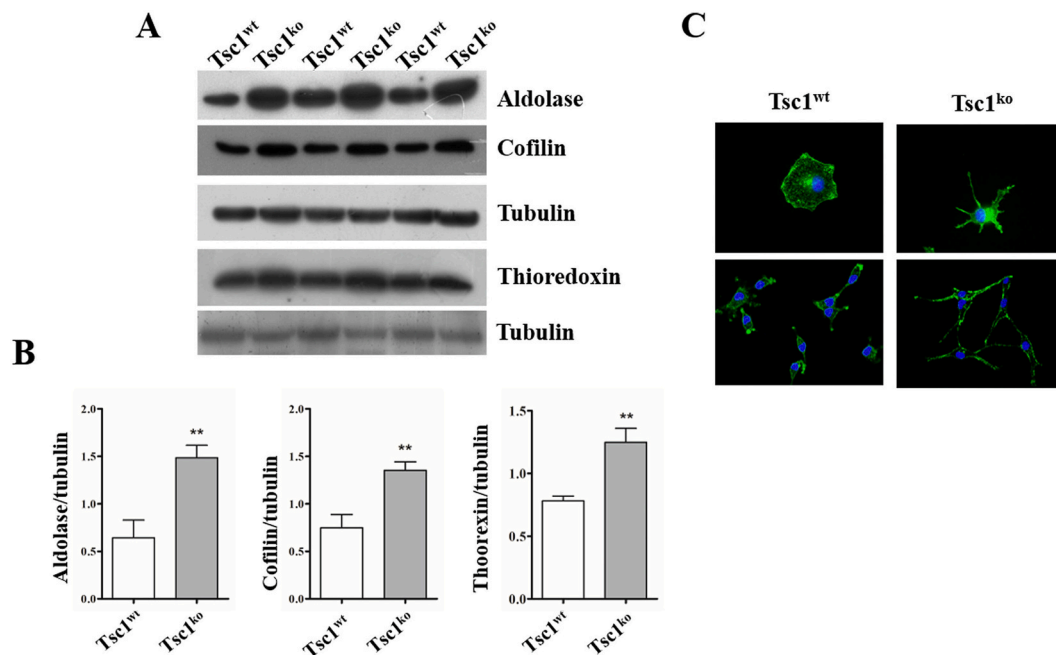 A
Tsc1wt Tsc1ko Tsc1wt Tsc1ko Tsc1wt Tsc1ko
Aldolase
Cofilin
Tubulin
Thioredoxin
Tubulin
B
Aldolase/tubulin
2.0
1.5
1.0
0.5
0.0
**
Tsc1wt Tsc1ko
Cofilin/tubulin
2.0
1.5
1.0
0.5
0.0
**
Tsc1wt Tsc1ko
Thoorexin/tubulin
1.5
1.0
0.5
0.0
**
Tsc1wt Tsc1ko
C
Tsc1wt Tsc1ko